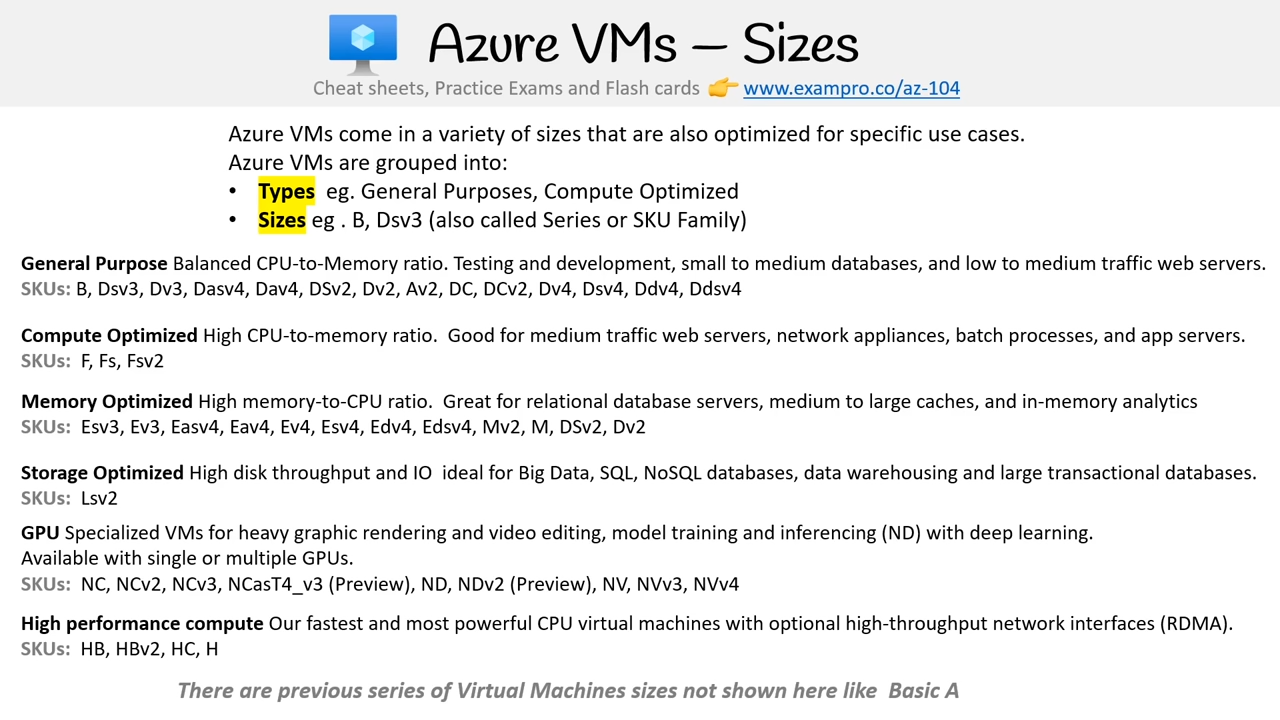 Azure VMs – Sizes
Cheat sheets, Practice Exams and Flash cards 👉 www.exampro.co/az-104
Azure VMs come in a variety of sizes that are also optimized for specific use cases.
Azure VMs are grouped into:
• Types eg. General Purposes, Compute Optimized
• Sizes eg . B, Dsv3 (also called Series or SKU Family)
General Purpose Balanced CPU-to-Memory ratio. Testing and development, small to medium databases, and low to medium traffic web servers.
SKUs: B, Dsv3, Dv3, Dasv4, Dav4, DSv2, Dv2, Av2, DC, DCv2, Dv4, Dsv4, Ddv4, Ddsv4
Compute Optimized High CPU-to-memory ratio. Good for medium traffic web servers, network appliances, batch processes, and app servers.
SKUs: F, Fs, Fsv2
Memory Optimized High memory-to-CPU ratio. Great for relational database servers, medium to large caches, and in-memory analytics
SKUs: Esv3, Ev3, Easv4, Eav4, Ev4, Esv4, Edv4, Edsv4, Mv2, M, DSv2, Dv2
Storage Optimized High disk throughput and IO ideal for Big Data, SQL, NoSQL databases, data warehousing and large transactional databases.
SKUs: Lsv2
GPU Specialized VMs for heavy graphic rendering and video editing, model training and inferencing (ND) with deep learning.
Available with single or multiple GPUs.
SKUs: NC, NCv2, NCv3, NCasT4_v3 (Preview), ND, NDv2 (Preview), NV, NVv3, NVv4
High performance compute Our fastest and most powerful CPU virtual machines with optional high-throughput network interfaces (RDMA).
SKUs: HB, HBv2, HC, H
There are previous series of Virtual Machines sizes not shown here like Basic A